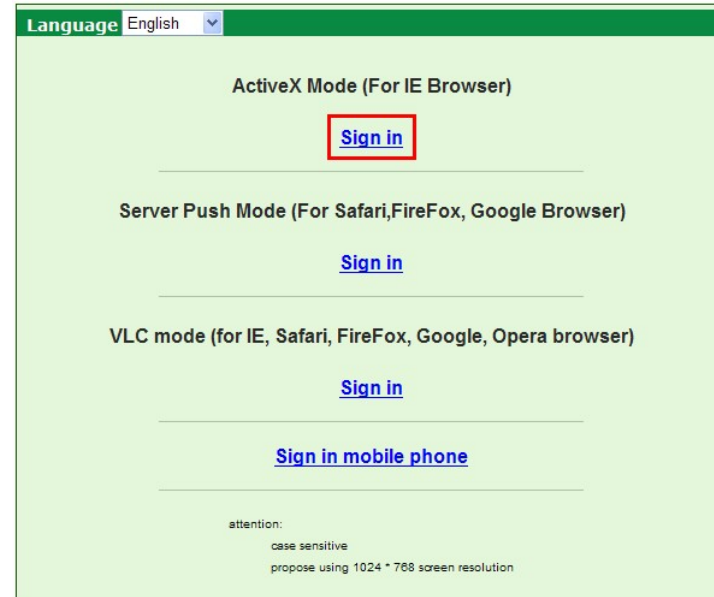 Language English
ActiveX Mode (For IE Browser)
Sign in
Server Push Mode (For Safari,FireFox, Google Browser)
Sign in
VLC mode (for IE, Safari, FireFox, Google, Opera browser)
Sign in
Sign in mobile phone
attention:
case sensitive
propose using 1024 * 768 screen resolution